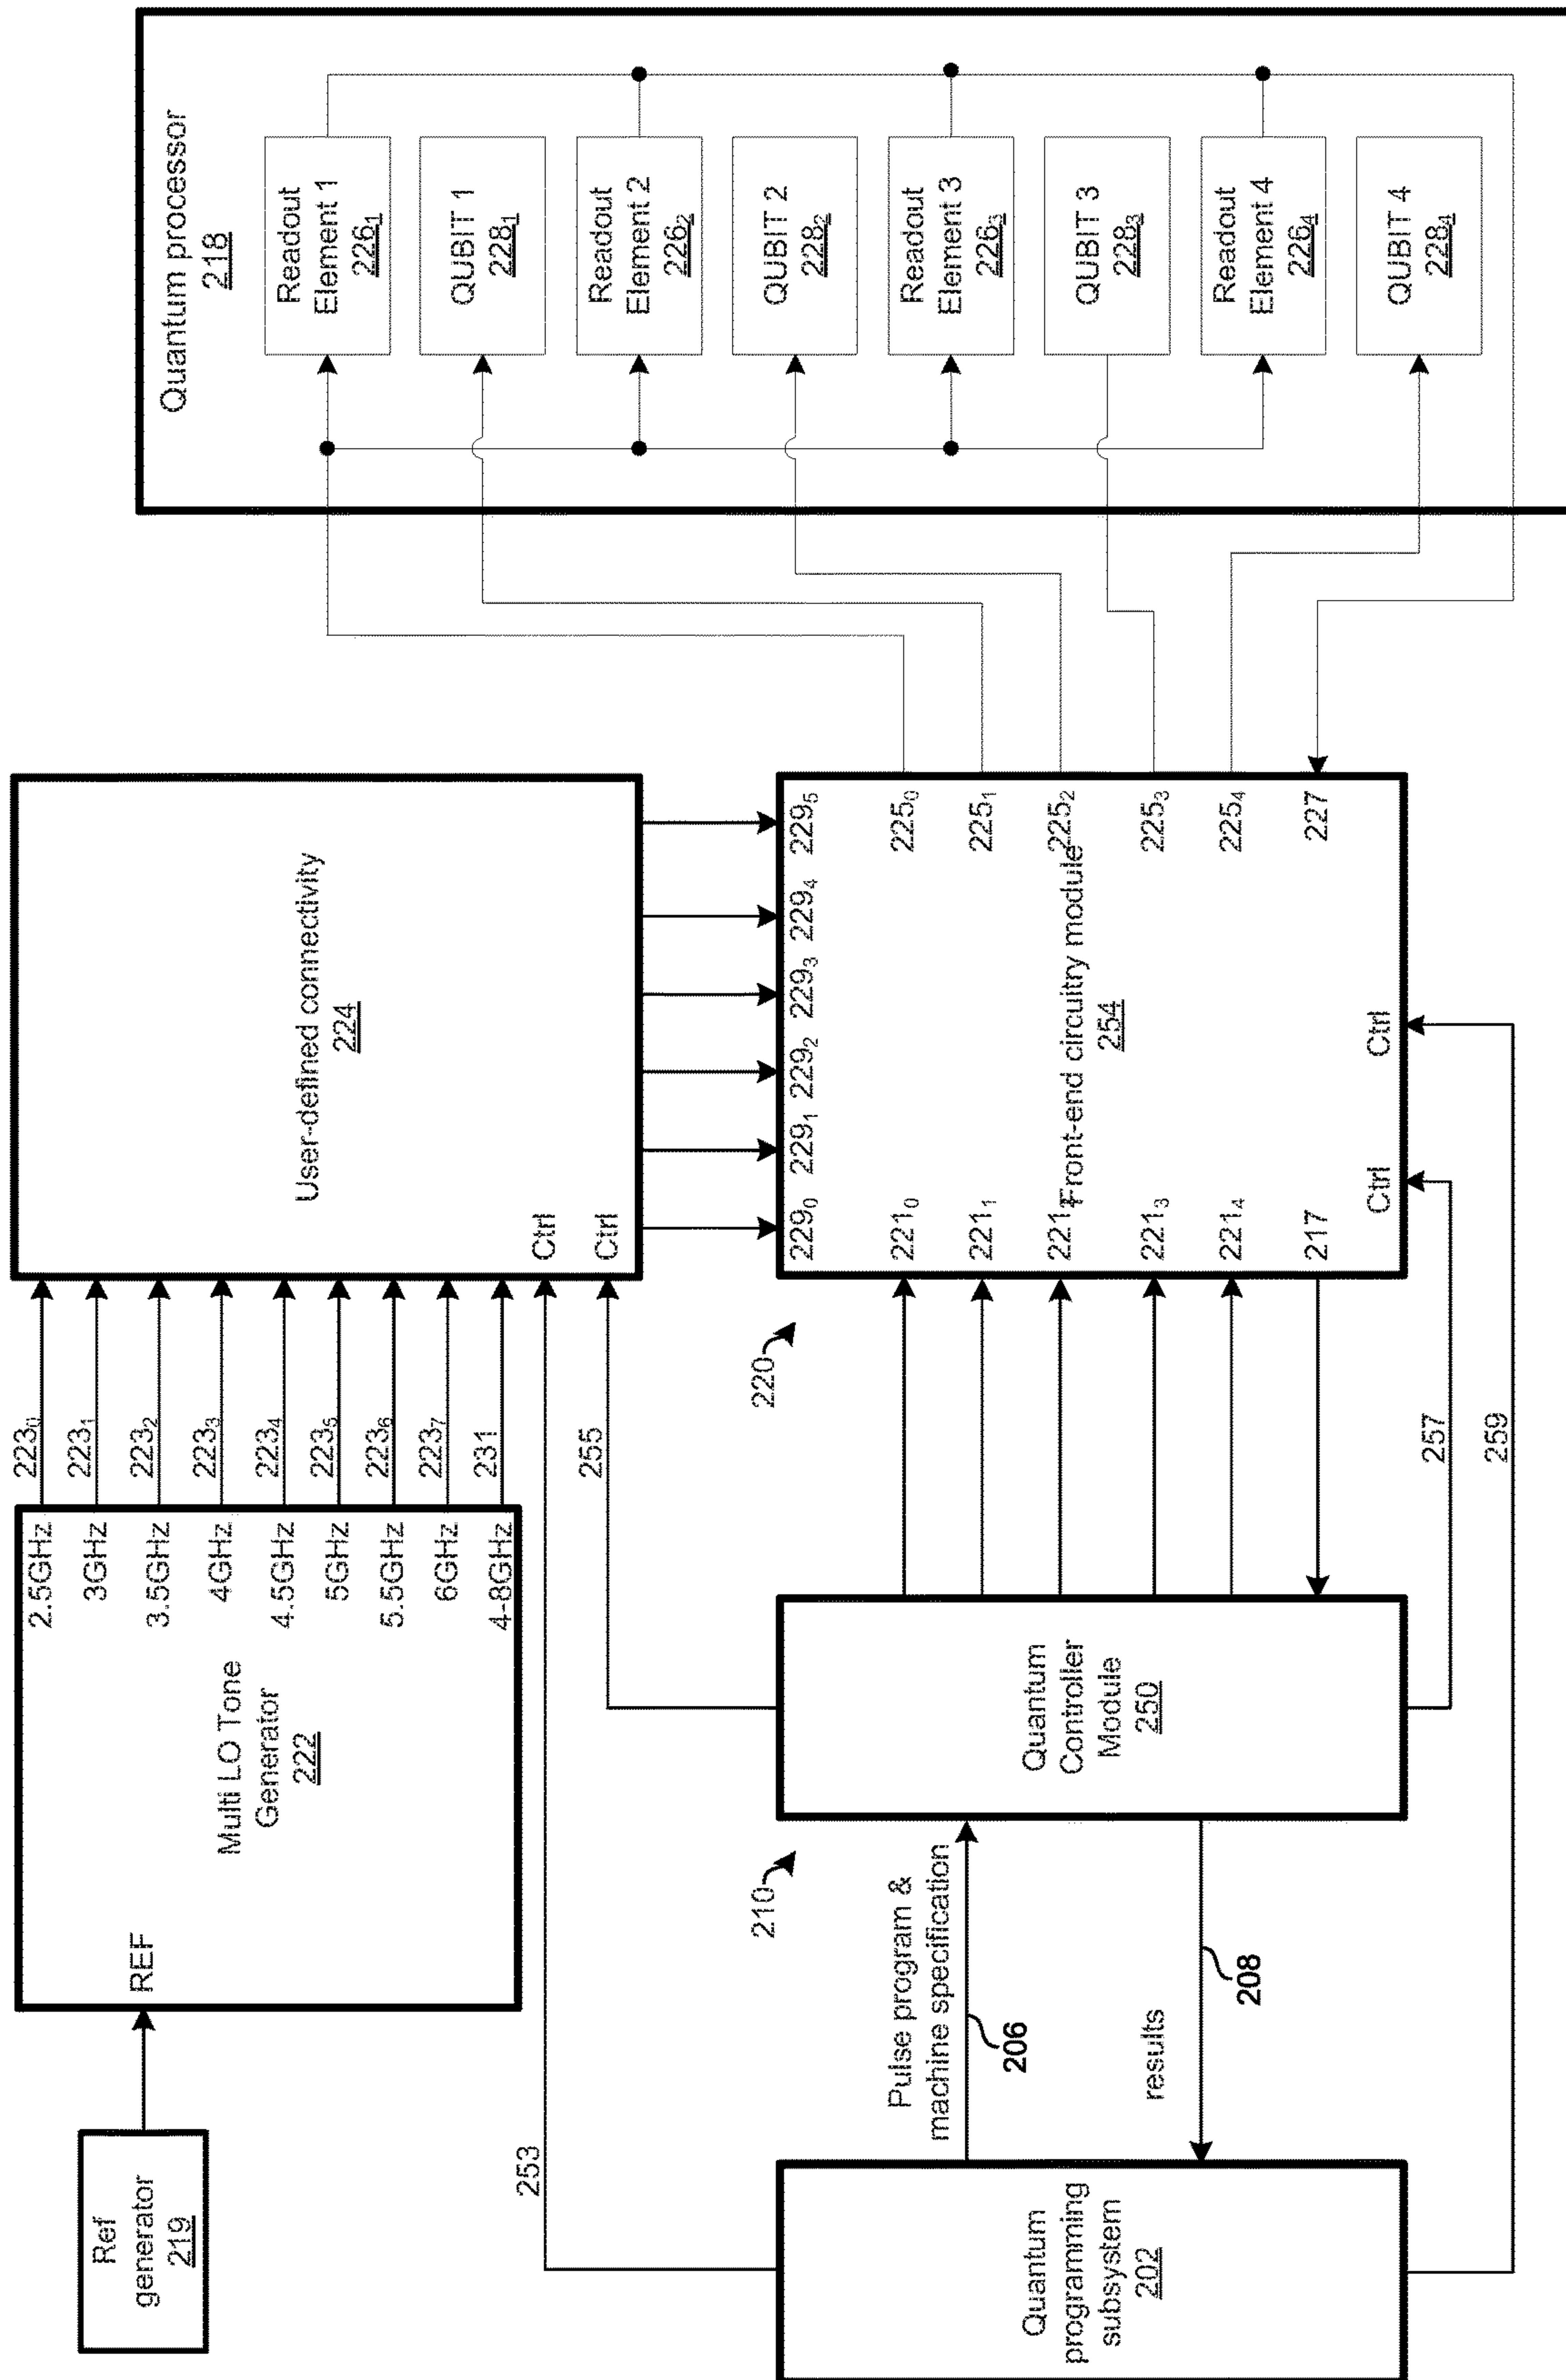 Ref
generator
219
REF
Multi LO Tone
Generator
222
2.5GHz
3GHz
3.5GHz
4GHz
4.5GHz
5GHz
5.5GHz
6GHz
4-8GHz
223₀
223₁
223₂
223₃
223₄
223₅
223₆
223₇
231
253
255
User-defined connectivity
224
Ctrl
Ctrl
Quantum
programming
subsystem
202
Pulse program &
machine specification
206
results
208
210
Quantum
Controller
Module
250
220
229₀
229₁
229₂
229₃
229₄
229₅
221₀
221₁
221
221₃
221₄
217
Front-end circuitry module
254
225₀
225₁
225₂
225₃
225₄
227
Ctrl
Ctrl
257
259
Quantum processor
218
Readout
Element 1
226₁
QUBIT 1
228₁
Readout
Element 2
226₂
QUBIT 2
228₂
Readout
Element 3
226₃
QUBIT 3
228₃
Readout
Element 4
226₄
QUBIT 4
228₄